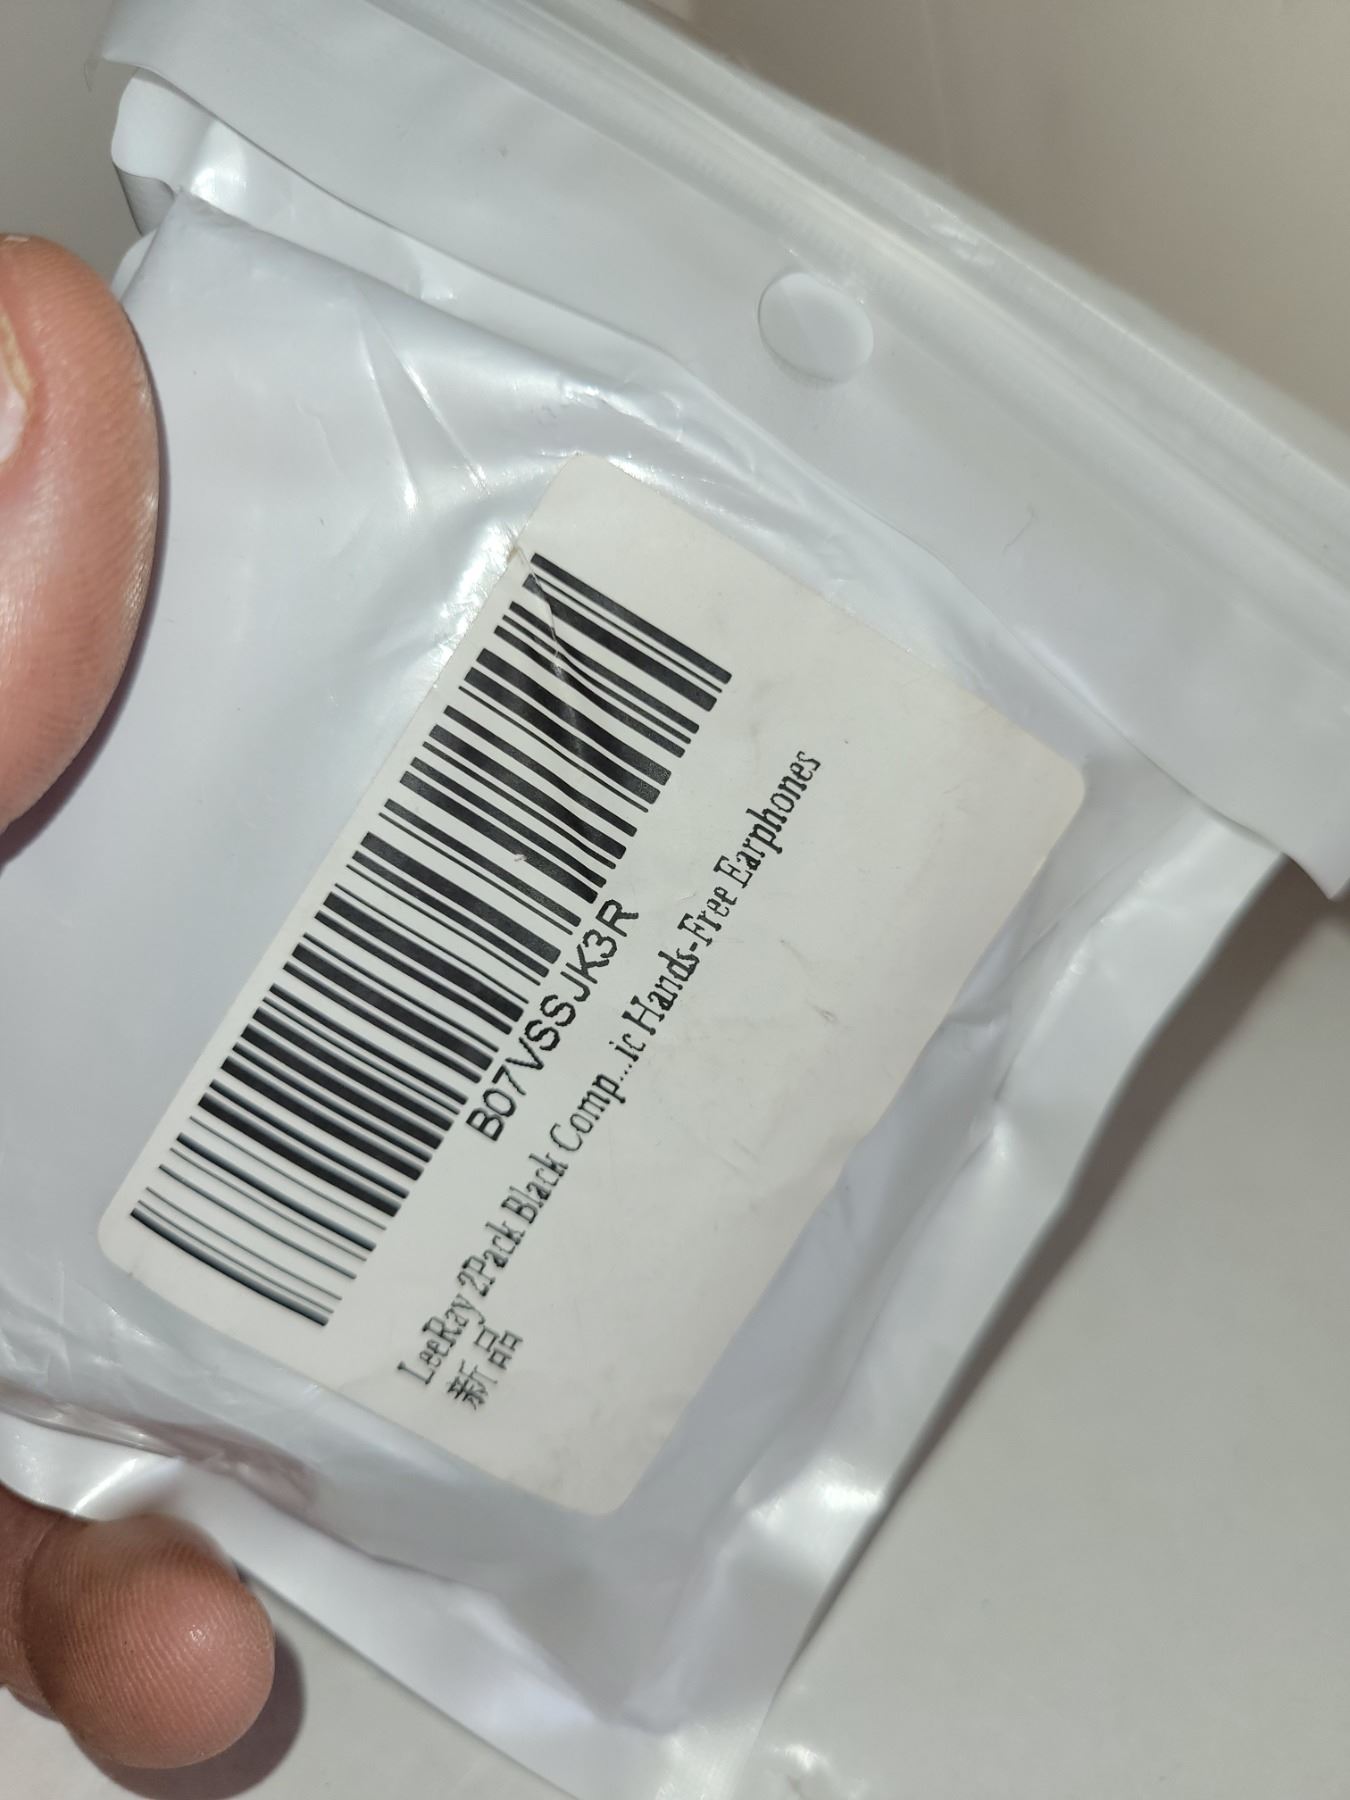 B07VSSJK3R
LeeRay 2Pack Black Comp...ic Hands-Free Earphones
新品